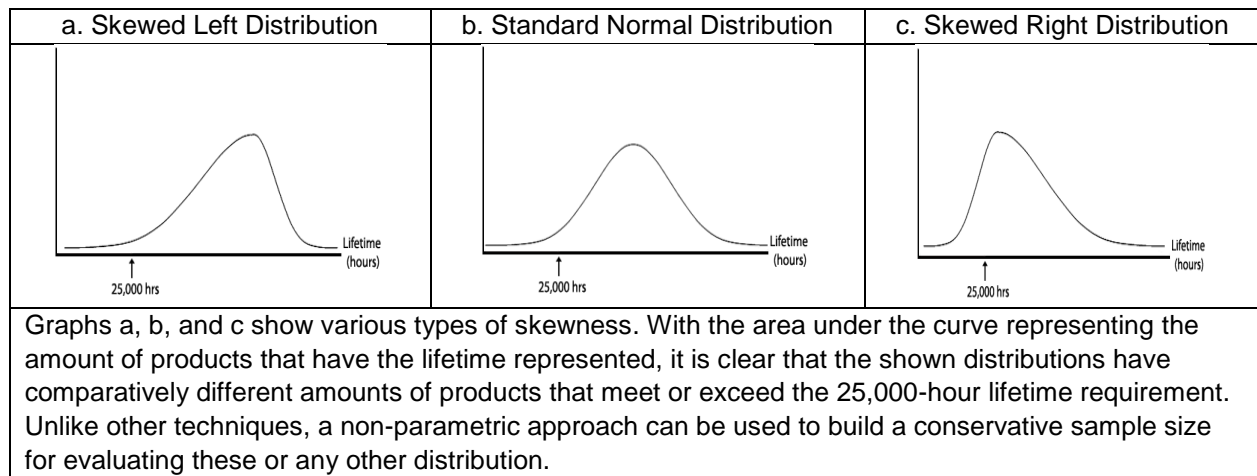 a. Skewed Left Distribution
b. Standard Normal Distribution
c. Skewed Right Distribution
Lifetime
(hours)
25,000 hrs
Lifetime
(hours)
25,000 hrs
Lifetime
(hours)
25,000 hrs
Graphs a, b, and c show various types of skewness. With the area under the curve representing the
amount of products that have the lifetime represented, it is clear that the shown distributions have
comparatively different amounts of products that meet or exceed the 25,000-hour lifetime requirement.
Unlike other techniques, a non-parametric approach can be used to build a conservative sample size
for evaluating these or any other distribution.